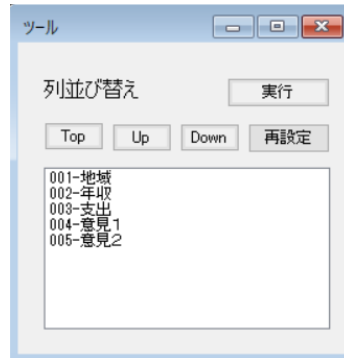 ツール
列並び替え 実行
Top Up Down 再設定
001-地域
002-年収
003-支出
004-意見1
005-意見2